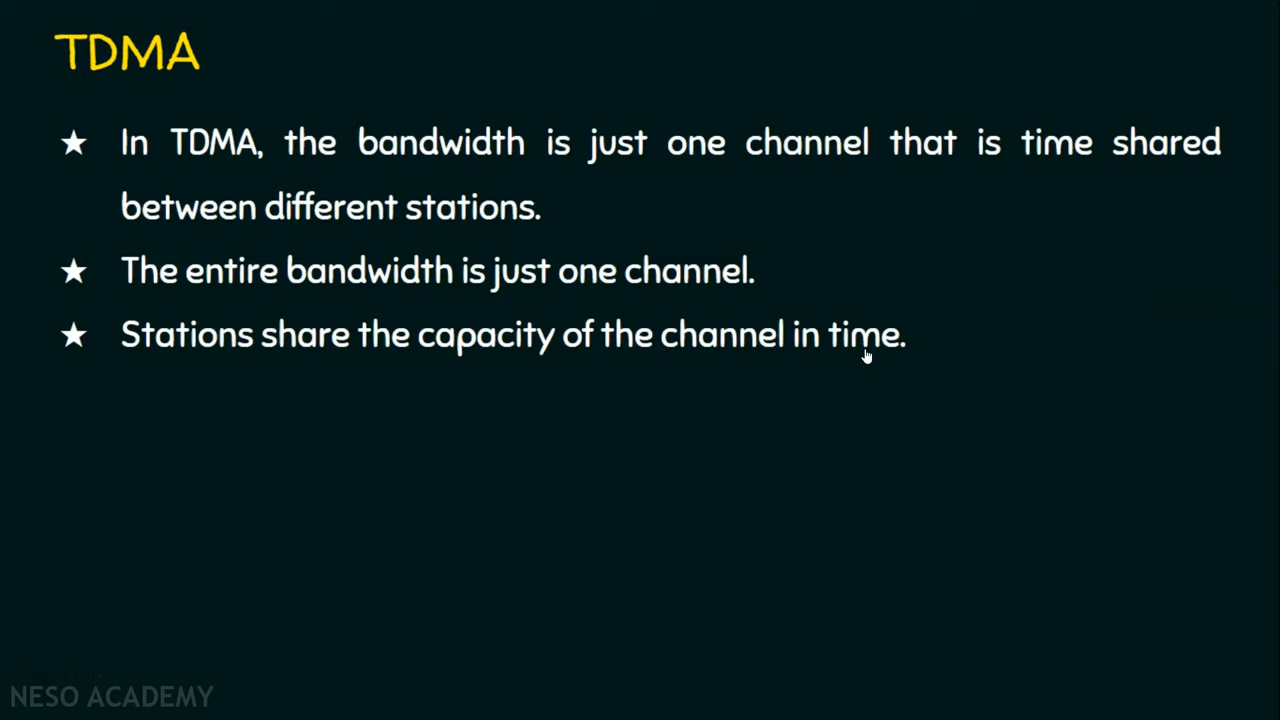 TDMA
★ In TDMA, the bandwidth is just one channel that is time shared
between different stations.
★ The entire bandwidth is just one channel.
★ Stations share the capacity of the channel in time.
NESO ACADEMY